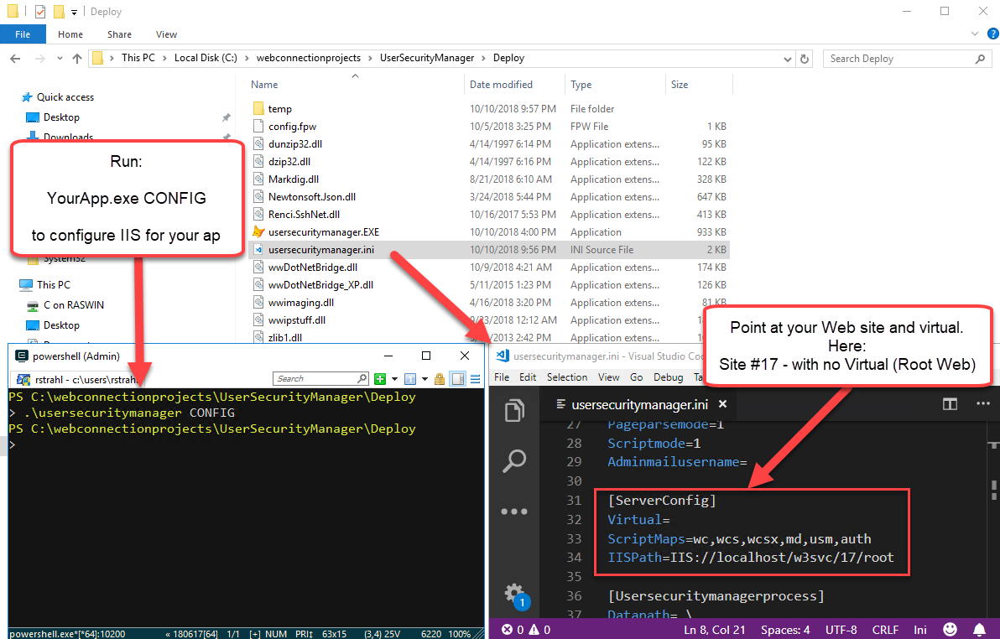 Deploy
File Home Share View
This PC Local Disk (C:) webconnectionprojects UserSecurityManager Deploy
Search Deploy
Name Date modified Type Size
Quick access
Desktop
Downloads
System32
This PC
C on RASWIN
Desktop
temp 10/10/2018 9:57 PM File folder
config.fpw 10/5/2018 3:25 PM FPW File 1 KB
dunzip32.dll 4/14/1997 6:14 PM Application extens... 95 KB
dzip32.dll 4/14/1997 6:16 PM Application extens... 122 KB
Markdig.dll 8/21/2018 6:10 AM Application extens... 328 KB
Newtonsoft.Json.dll 3/24/2018 5:44 PM Application extens... 647 KB
Renci.SshNet.dll 10/16/2017 5:53 PM Application extens... 413 KB
usersecuritymanager.EXE 10/10/2018 4:00 PM Application 933 KB
usersecuritymanager.ini 10/10/2018 9:56 PM INI Source File 2 KB
wwDotNetBridge.dll 10/9/2018 4:21 AM Application extens... 174 KB
wwDotNetBridge_XP.dll 5/11/2015 1:23 PM Application extens... 126 KB
wwimaging.dll 4/16/2018 3:20 PM Application extens... 81 KB
wwipstuff.dll /23/2018 12:12 AM Application extens...
zlib1.dll 2013 2:42 PM Application extens...
Run:
YourApp.exe CONFIG
to configure IIS for your ap
Point at your Web site and virtual.
Here:
Site #17 - with no Virtual (Root Web)
powershell (Admin)
rstrahl - c:\users\rstrahl
Search
PS C:\webconnectionprojects\UserSecurityManager\Deploy
> .\usersecuritymanager CONFIG
PS C:\webconnectionprojects\UserSecurityManager\Deploy
>
powershell.exe*[*64]:10200 « 180617[64] 1/1 [+] NUM PRI‡ 63x15 (3,4) 25V 6220 100%
usersecuritymanager.ini - Visual Studio Co
File Edit Selection View Go Debug Ta
usersecuritymanager.ini ×
27 Pageparsemode=1
28 Scriptmode=1
29 Adminmailusername=
30
31 [ServerConfig]
32 Virtual=
33 ScriptMaps=wc,wcs,wcsx,md,usm,auth
34 IISPath=IIS://localhost/w3svc/17/root
35
36 [Usersecuritymanagerprocess]
37 Datapath=.\
1
0 0 Ln 8, Col 21 Spaces: 4 UTF-8 CRLF Ini